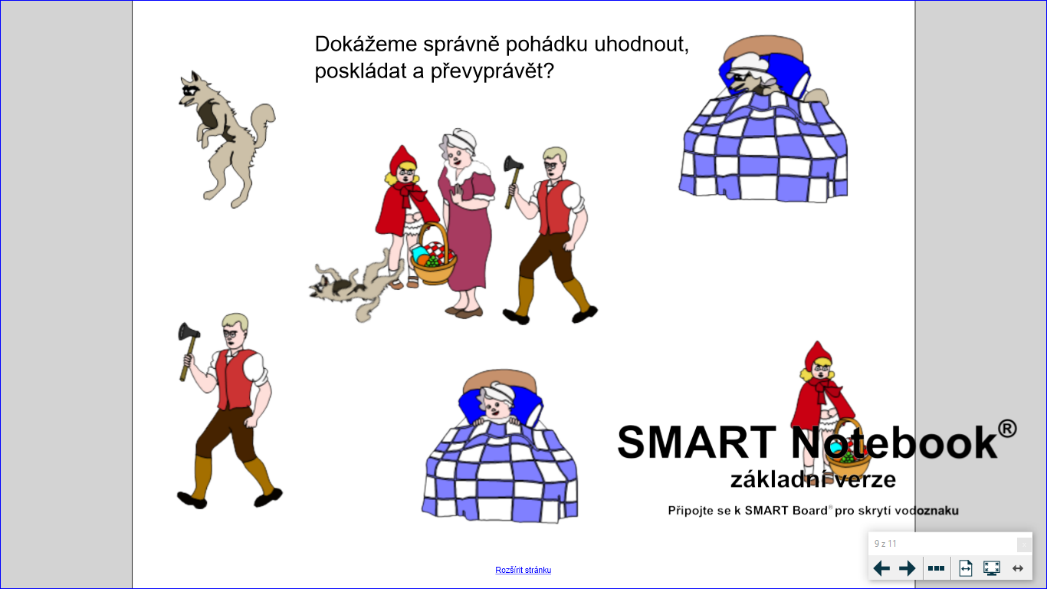 Dokážeme správně pohádku uhodnout,
poskládat a převyprávět?
SMART Notebook®
základní verze
Připojte se k SMART Board® pro skrytí vodoznaku
9 z 11
Rozšířit stránku